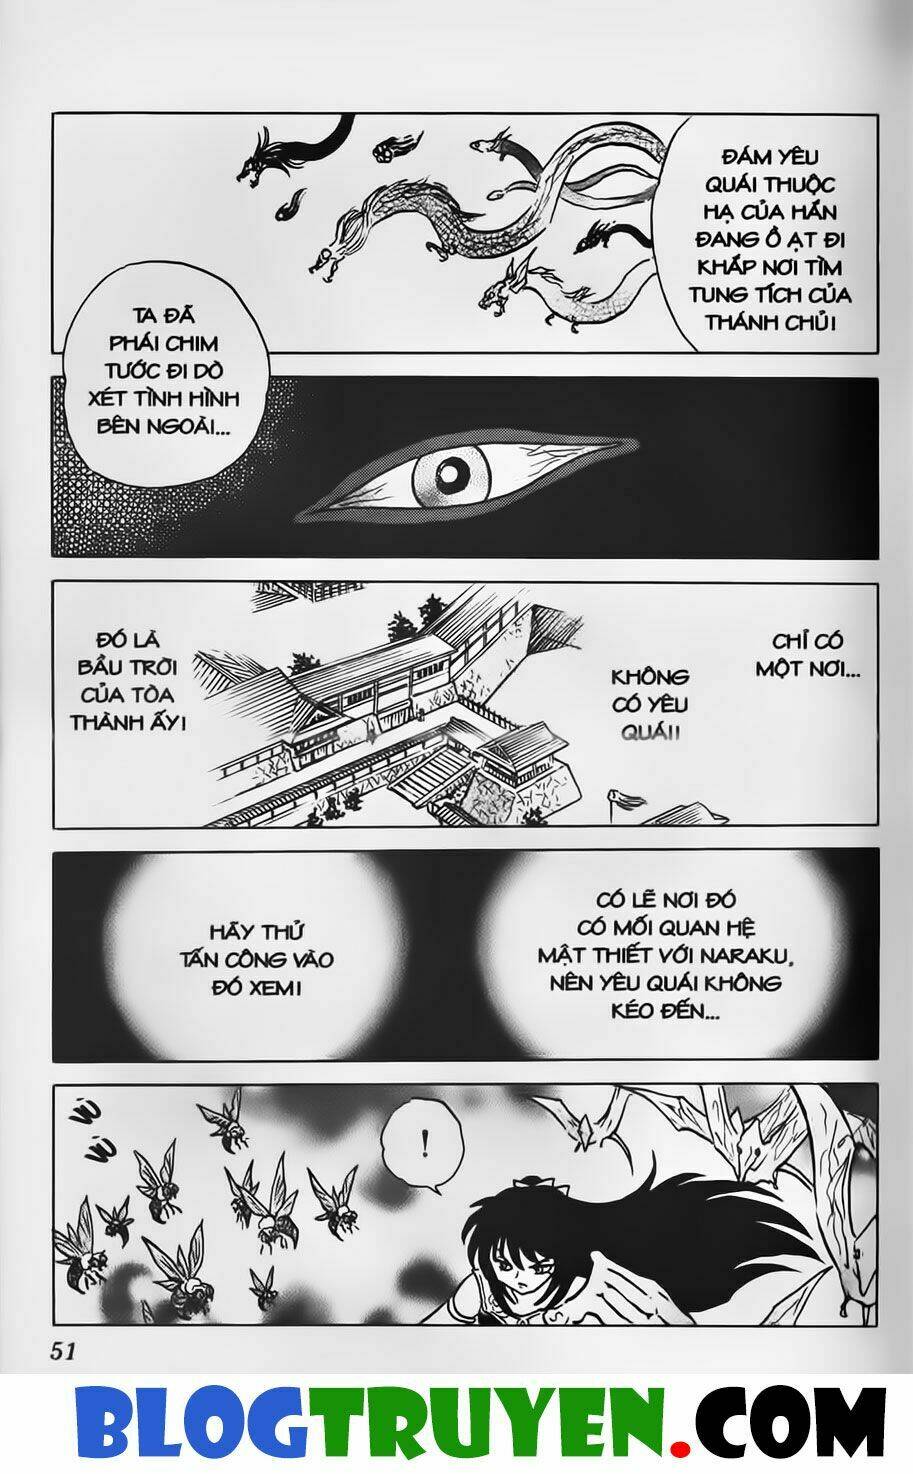 ĐÁM YÊU
QUÁI THUỘC
HẠ CỦA HẮN
ĐANG Ồ ẠT ĐI
KHẮP NƠI TÌM
TUNG TÍCH CỦA
THÁNH CHỦ!
TA ĐÃ
PHÁI CHIM
TƯỚC ĐI DÒ
XÉT TÌNH HÌNH
BÊN NGOÀI...
CHỈ CÓ
MỘT NƠI...
KHÔNG
CÓ YÊU
QUÁI!
ĐÓ LÀ
BẦU TRỜI
CỦA TÒA
THÀNH ẤY!
CÓ LẼ NƠI ĐÓ
CÓ MỐI QUAN HỆ
MẬT THIẾT VỚI NARAKU,
NÊN YÊU QUÁI KHÔNG
KÉO ĐẾN...
HÃY THỬ
TẤN CÔNG VÀO
ĐÓ XEM!
!
51
BLOGTRUYEN.COM